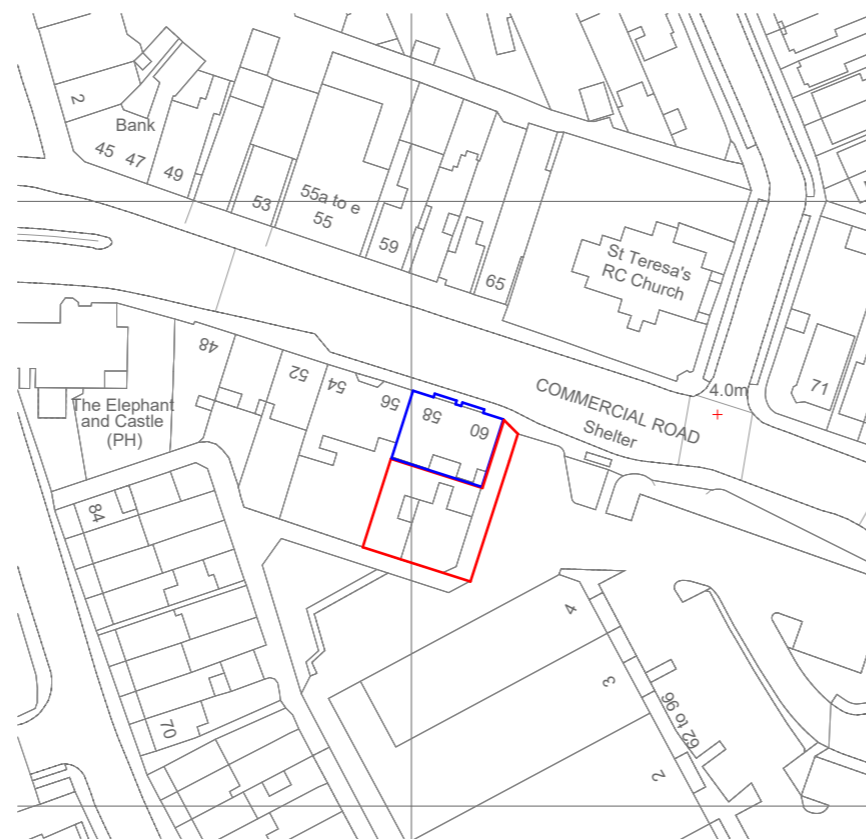 2
Bank
45 47
49
53
55a to e
55
59
65
St Teresa's
RC Church
71
4.0m
COMMERCIAL ROAD
Shelter
48
52
54
56
58
60
The Elephant
and Castle
(PH)
84
70
4
3
2
62 to 96